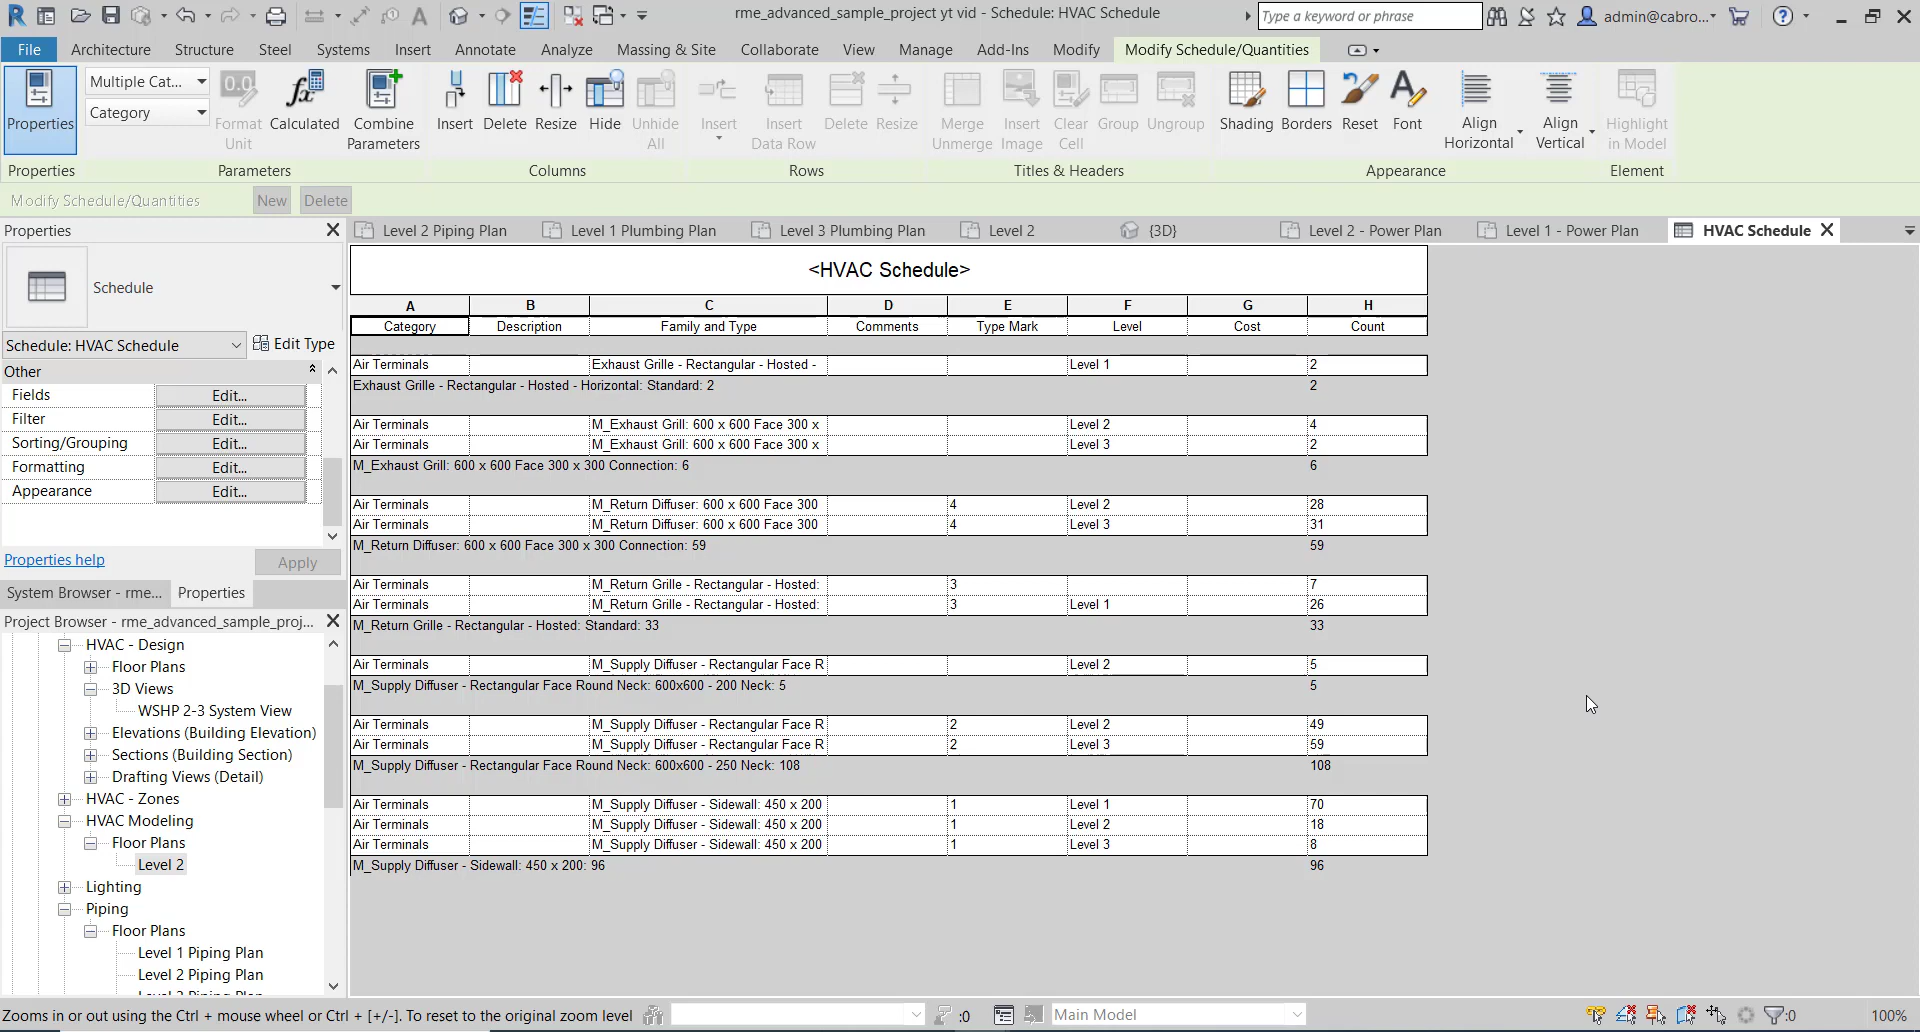 rme_advanced_sample_project yt vid - Schedule: HVAC Schedule
Type a keyword or phrase
admin@cabro...
File Architecture Structure Steel Systems Insert Annotate Analyze Massing & Site Collaborate View Manage Add-Ins Modify Modify Schedule/Quantities
Multiple Cat...
Category
Properties
Format Unit
Calculated
Combine Parameters
Insert Delete Resize Hide Unhide All
Insert
Insert Data Row
Delete Resize
Merge Unmerge
Insert Image
Clear Cell
Group Ungroup
Shading Borders Reset Font
Align Horizontal
Align Vertical
Highlight in Model
Properties Parameters Columns Rows Titles & Headers Appearance Element
Modify Schedule/Quantities New Delete
Properties
Schedule
Schedule: HVAC Schedule Edit Type
Other
Fields Edit...
Filter Edit...
Sorting/Grouping Edit...
Formatting Edit...
Appearance Edit...
Properties help Apply
System Browser - rme... Properties
Project Browser - rme_advanced_sample_proj...
HVAC - Design
Floor Plans
3D Views
WSHP 2-3 System View
Elevations (Building Elevation)
Sections (Building Section)
Drafting Views (Detail)
HVAC - Zones
HVAC Modeling
Floor Plans
Level 2
Lighting
Piping
Floor Plans
Level 1 Piping Plan
Level 2 Piping Plan
Level 2 Piping Plan Level 1 Plumbing Plan Level 3 Plumbing Plan Level 2 {3D} Level 2 - Power Plan Level 1 - Power Plan HVAC Schedule
<HVAC Schedule>
A B C D E F G H
Category Description Family and Type Comments Type Mark Level Cost Count
Air Terminals Exhaust Grille - Rectangular - Hosted - Level 1 2
Exhaust Grille - Rectangular - Hosted - Horizontal: Standard: 2 2
Air Terminals M_Exhaust Grill: 600 x 600 Face 300 x Level 2 4
Air Terminals M_Exhaust Grill: 600 x 600 Face 300 x Level 3 2
M_Exhaust Grill: 600 x 600 Face 300 x 300 Connection: 6 6
Air Terminals M_Return Diffuser: 600 x 600 Face 300 4 Level 2 28
Air Terminals M_Return Diffuser: 600 x 600 Face 300 4 Level 3 31
M_Return Diffuser: 600 x 600 Face 300 x 300 Connection: 59 59
Air Terminals M_Return Grille - Rectangular - Hosted: 3 7
Air Terminals M_Return Grille - Rectangular - Hosted: 3 Level 1 26
M_Return Grille - Rectangular - Hosted: Standard: 33 33
Air Terminals M_Supply Diffuser - Rectangular Face R Level 2 5
M_Supply Diffuser - Rectangular Face Round Neck: 600x600 - 200 Neck: 5 5
Air Terminals M_Supply Diffuser - Rectangular Face R 2 Level 2 49
Air Terminals M_Supply Diffuser - Rectangular Face R 2 Level 3 59
M_Supply Diffuser - Rectangular Face Round Neck: 600x600 - 250 Neck: 108 108
Air Terminals M_Supply Diffuser - Sidewall: 450 x 200 1 Level 1 70
Air Terminals M_Supply Diffuser - Sidewall: 450 x 200 1 Level 2 18
Air Terminals M_Supply Diffuser - Sidewall: 450 x 200 1 Level 3 8
M_Supply Diffuser - Sidewall: 450 x 200: 96 96
Zooms in or out using the Ctrl + mouse wheel or Ctrl + [+/-]. To reset to the original zoom level :0 Main Model :0 100%